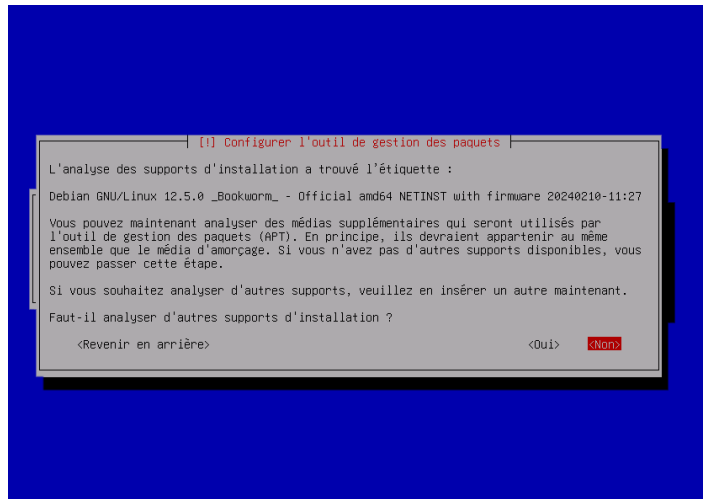 [!] Configurer l'outil de gestion des paquets
L'analyse des supports d'installation a trouvé l'étiquette :
Debian GNU/Linux 12.5.0 _Bookworm_ - Official amd64 NETINST with firmware 20240210-11:27
Vous pouvez maintenant analyser des médias supplémentaires qui seront utilisés par
l'outil de gestion des paquets (APT). En principe, ils devraient appartenir au même
ensemble que le média d'amorçage. Si vous n'avez pas d'autres supports disponibles, vous
pouvez passer cette étape.
Si vous souhaitez analyser d'autres supports, veuillez en insérer un autre maintenant.
Faut-il analyser d'autres supports d'installation ?
<Revenir en arrière> <Oui> <Non>